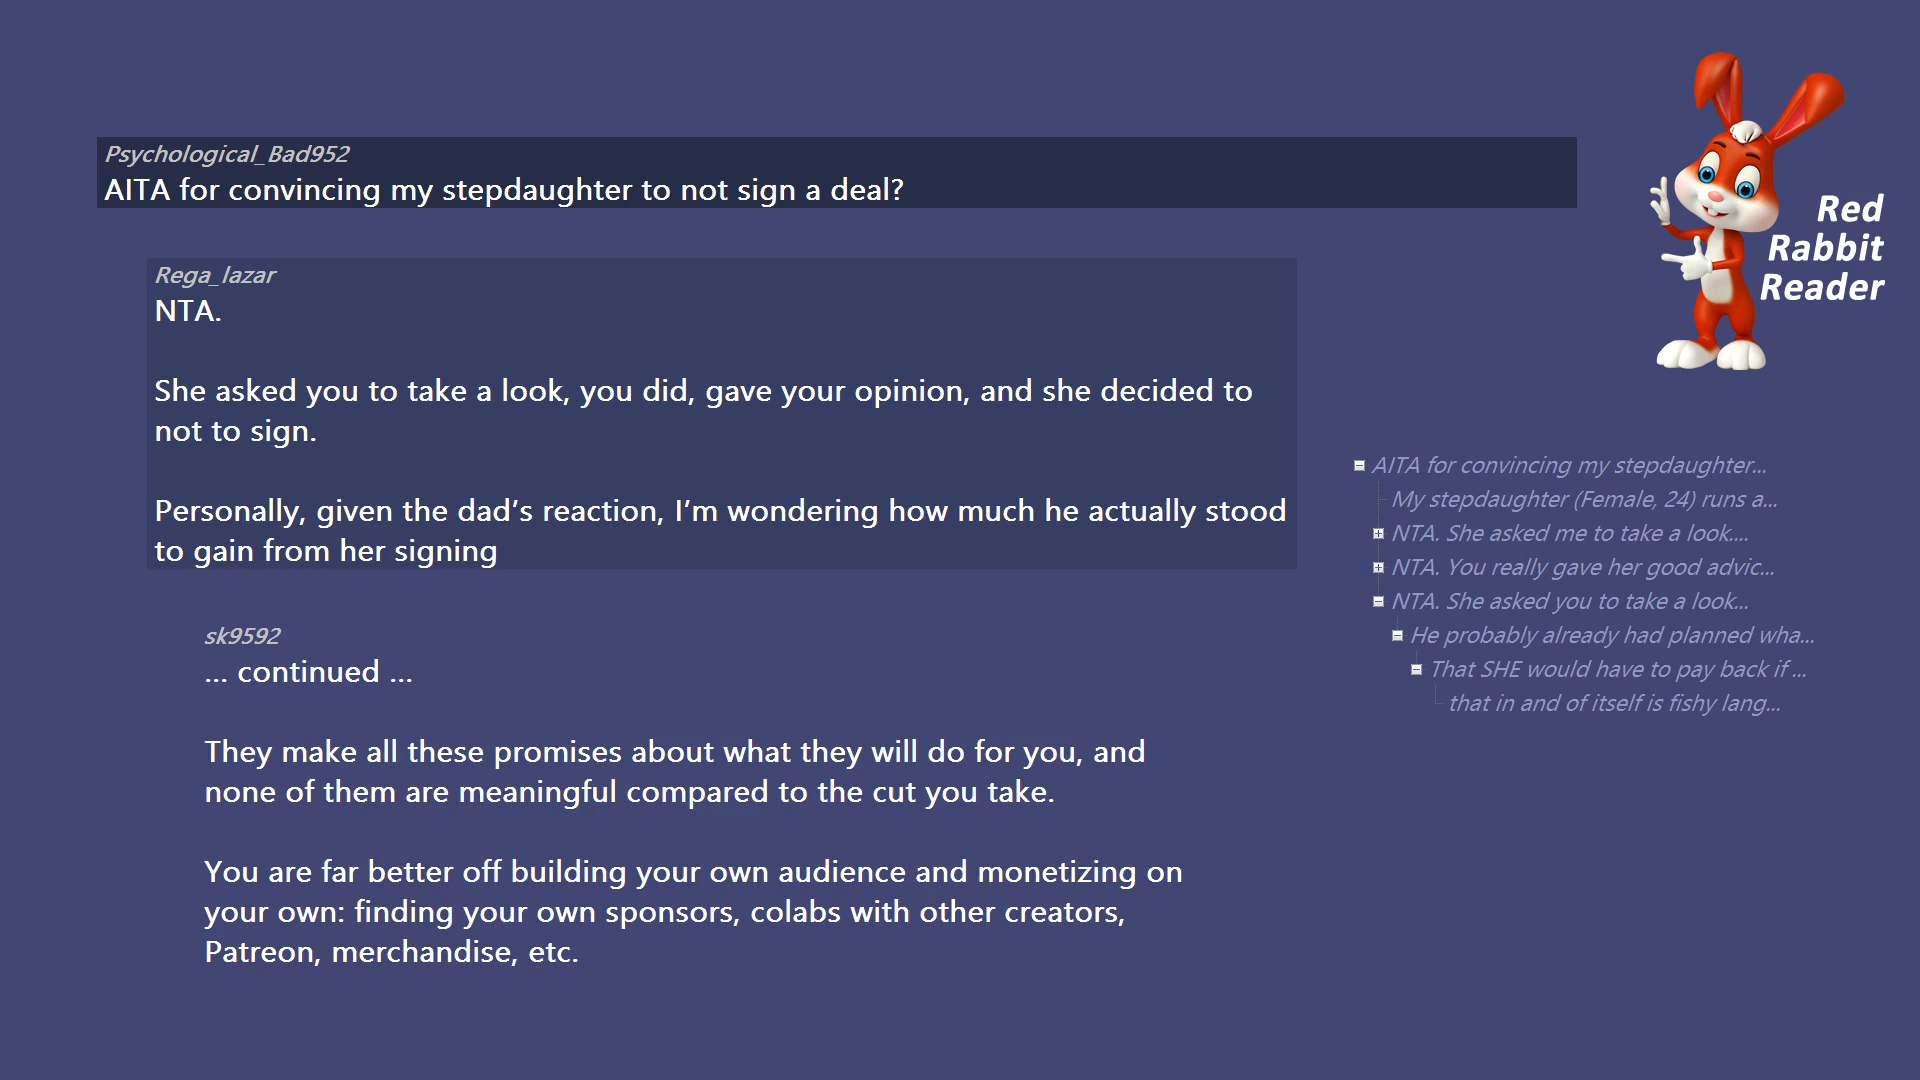 Psychological_Bad952
AITA for convincing my stepdaughter to not sign a deal?
Rega_lazar
NTA.
She asked you to take a look, you did, gave your opinion, and she decided to
not to sign.
Personally, given the dad’s reaction, I’m wondering how much he actually stood
to gain from her signing
sk9592
... continued ...
They make all these promises about what they will do for you, and
none of them are meaningful compared to the cut you take.
You are far better off building your own audience and monetizing on
your own: finding your own sponsors, colabs with other creators,
Patreon, merchandise, etc.
Red
Rabbit
Reader
AITA for convincing my stepdaughter...
My stepdaughter (Female, 24) runs a...
NTA. She asked me to take a look....
NTA. You really gave her good advic...
NTA. She asked you to take a look...
He probably already had planned wha...
That SHE would have to pay back if ...
that in and of itself is fishy lang...